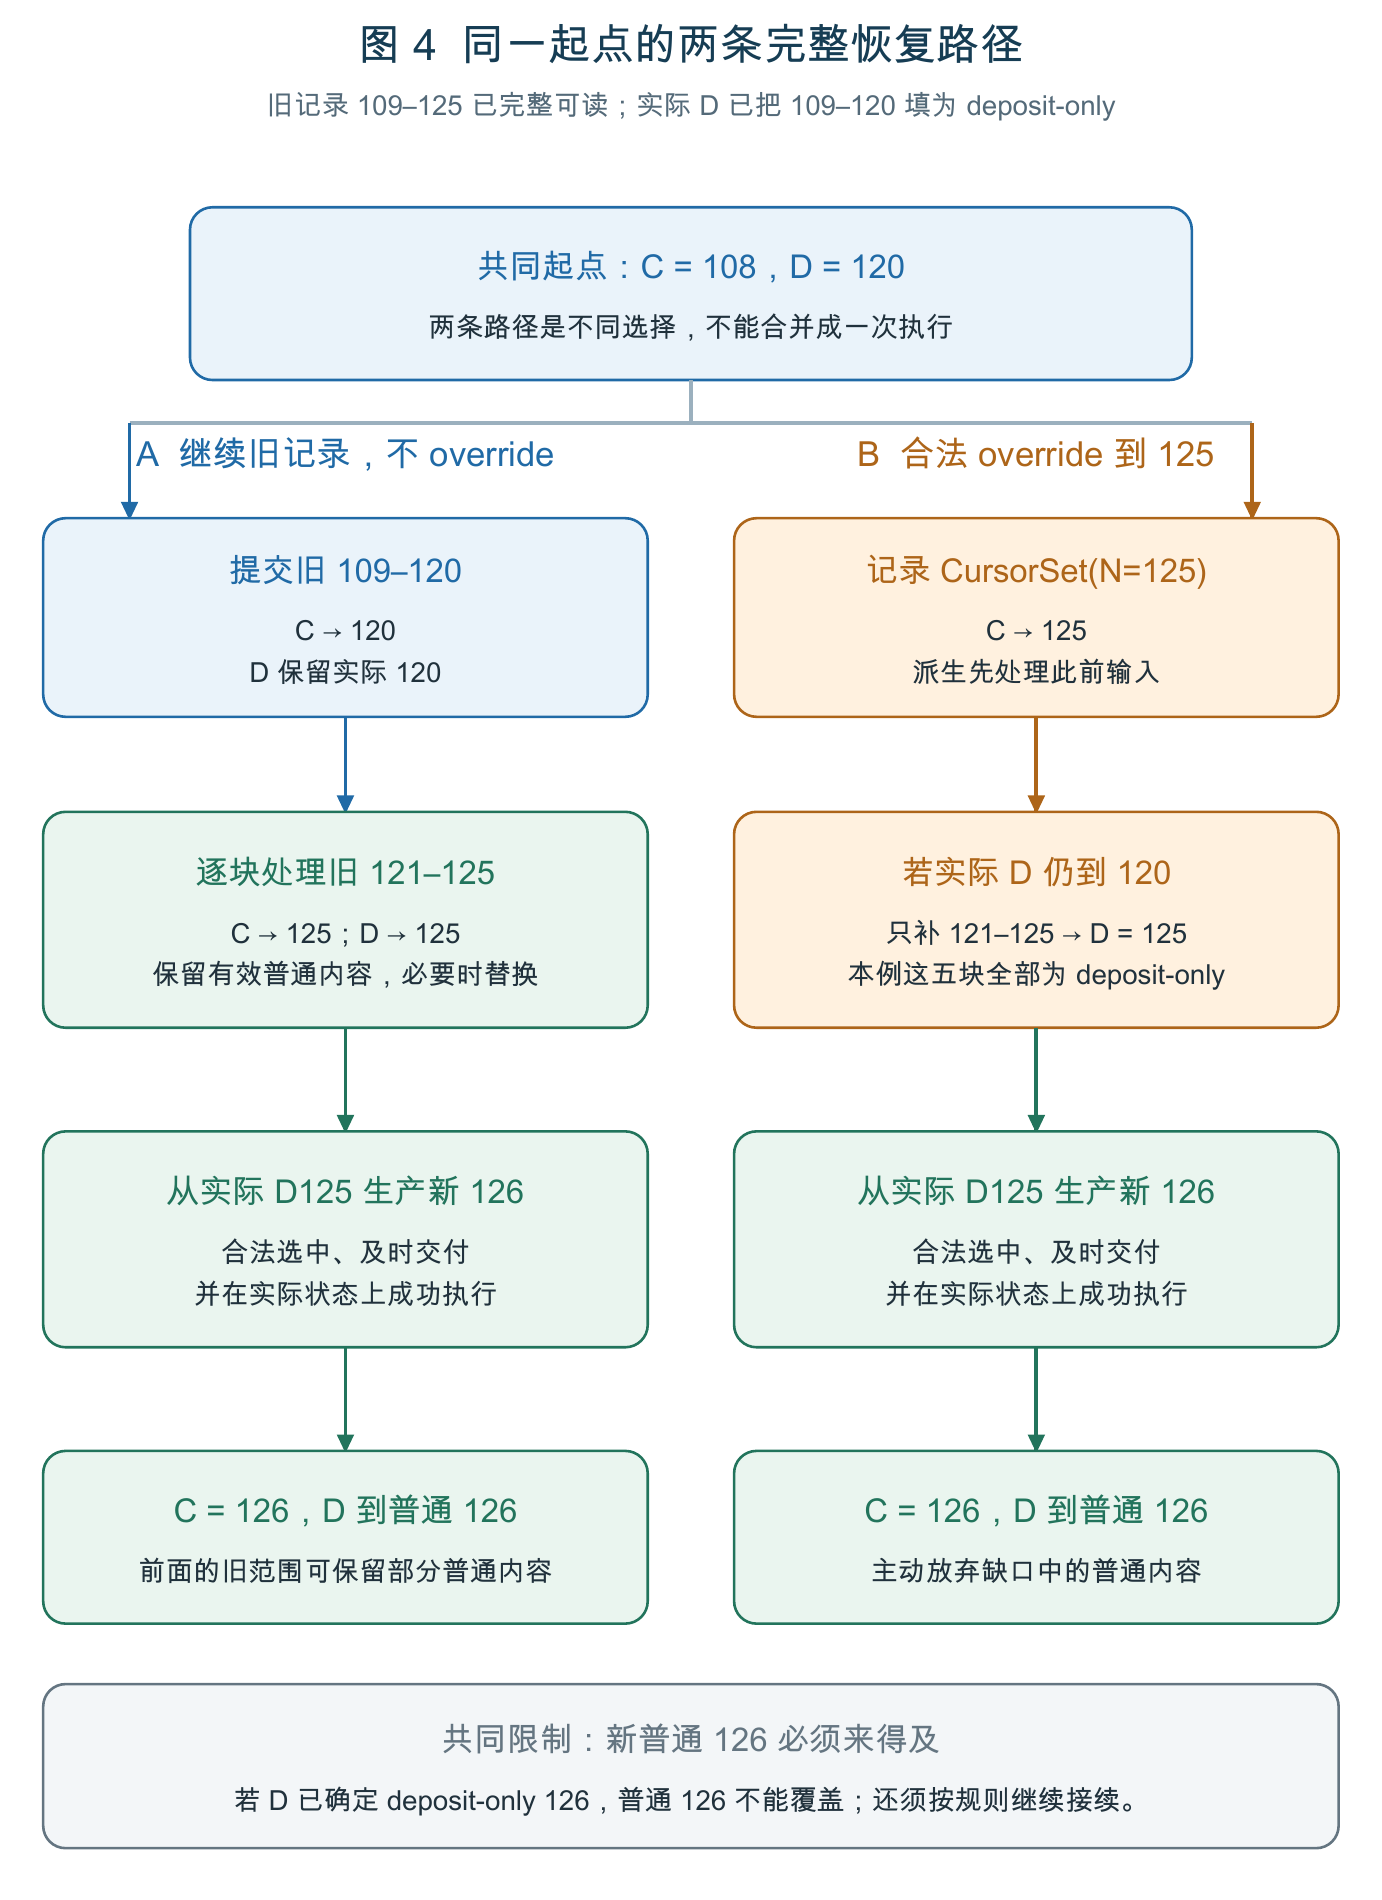 图 4 同一起点的两条完整恢复路径
旧记录 109–125 已完整可读；实际 D 已把 109–120 填为 deposit-only
共同起点：C = 108，D = 120
两条路径是不同选择，不能合并成一次执行
A 继续旧记录，不 override
B 合法 override 到 125
提交旧 109–120
C → 120
D 保留实际 120
记录 CursorSet(N=125)
C → 125
派生先处理此前输入
逐块处理旧 121–125
C → 125；D → 125
保留有效普通内容，必要时替换
若实际 D 仍到 120
只补 121–125 → D = 125
本例这五块全部为 deposit-only
从实际 D125 生产新 126
合法选中、及时交付
并在实际状态上成功执行
从实际 D125 生产新 126
合法选中、及时交付
并在实际状态上成功执行
C = 126，D 到普通 126
前面的旧范围可保留部分普通内容
C = 126，D 到普通 126
主动放弃缺口中的普通内容
共同限制：新普通 126 必须来得及
若 D 已确定 deposit-only 126，普通 126 不能覆盖；还须按规则继续接续。